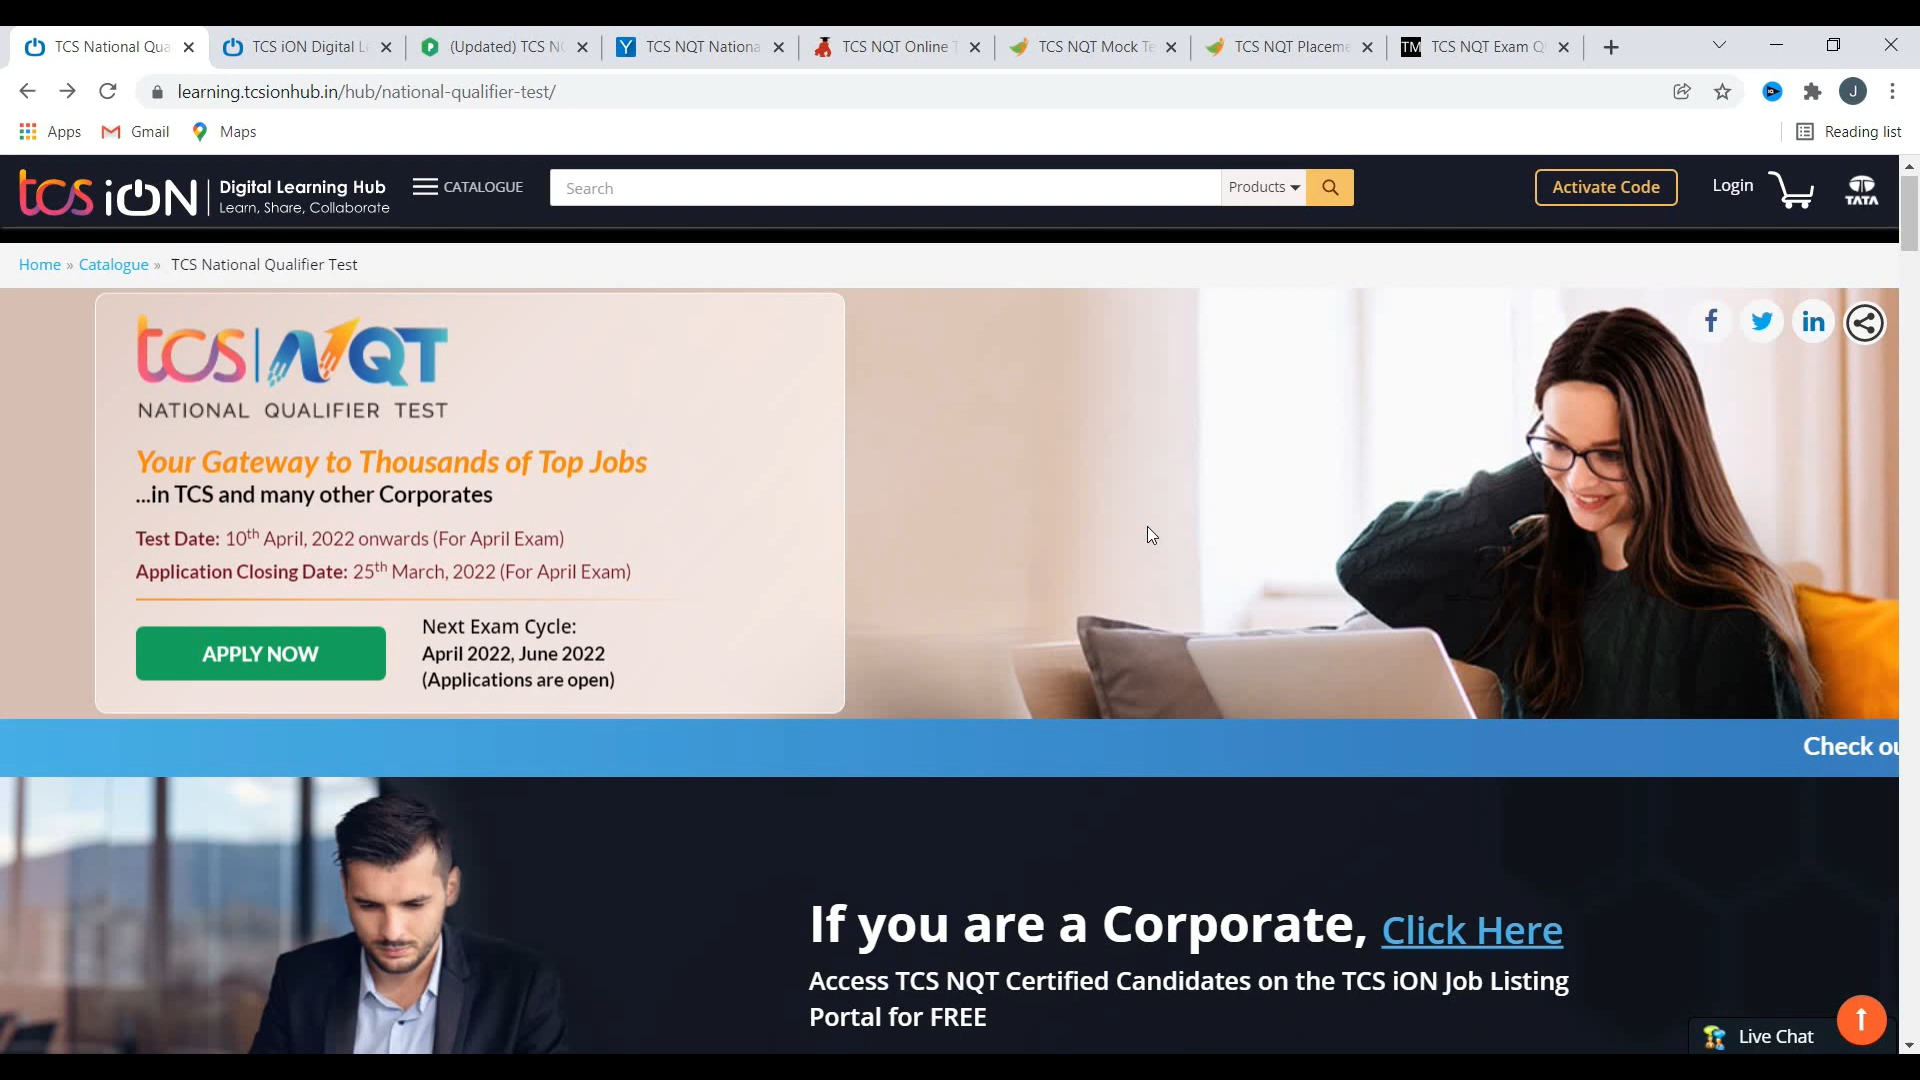 TCS National Qua
TCS iON Digital L
(Updated) TCS N
TCS NQT Nationa
TCS NQT Online T
TCS NQT Mock Te
TCS NQT Placeme
TM TCS NQT Exam Q
learning.tcsionhub.in/hub/national-qualifier-test/
J
Apps Gmail Maps
Reading list
tcs iON Digital Learning Hub
Learn, Share, Collaborate
CATALOGUE
Search
Products
Activate Code
Login
TATA
Home » Catalogue » TCS National Qualifier Test
tcs|NQT
NATIONAL QUALIFIER TEST
Your Gateway to Thousands of Top Jobs
...in TCS and many other Corporates
Test Date: 10th April, 2022 onwards (For April Exam)
Application Closing Date: 25th March, 2022 (For April Exam)
APPLY NOW
Next Exam Cycle:
April 2022, June 2022
(Applications are open)
Check ou
If you are a Corporate, Click Here
Access TCS NQT Certified Candidates on the TCS iON Job Listing
Portal for FREE
Live Chat